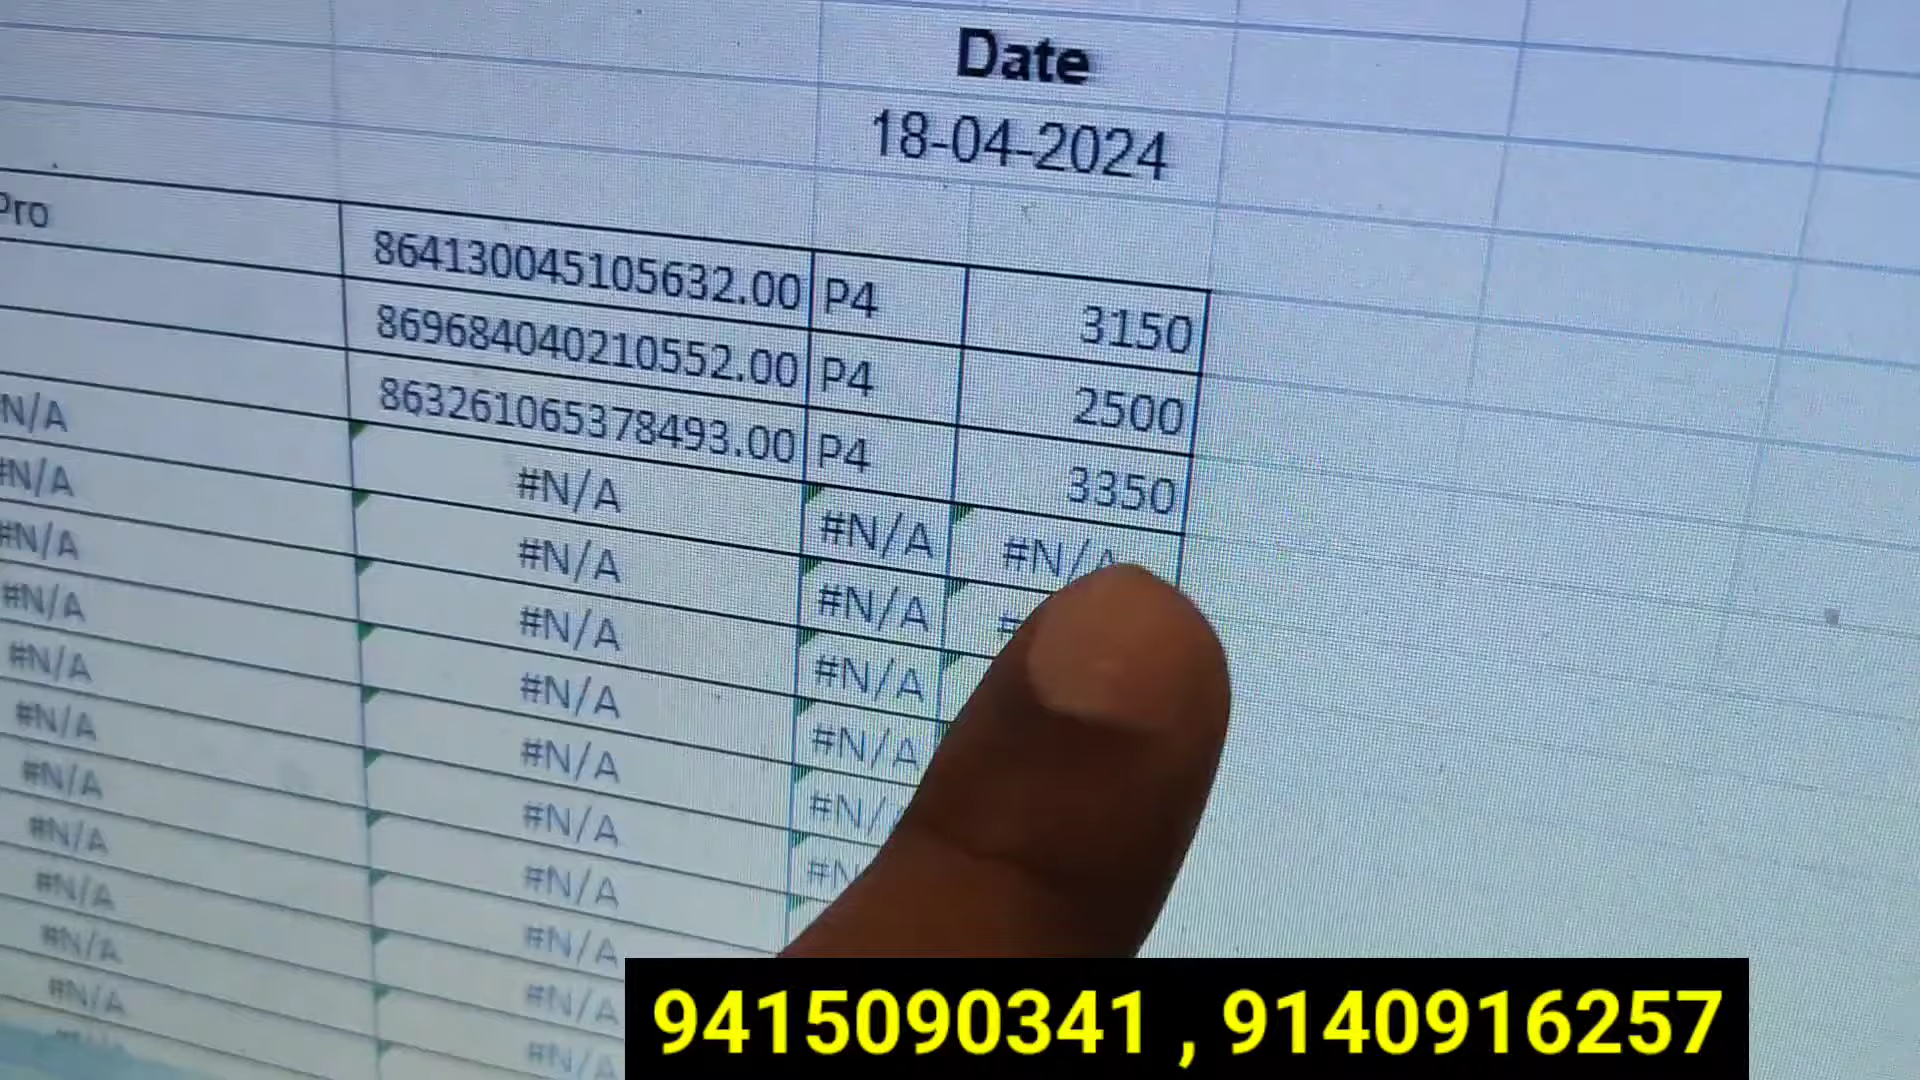 Date
18-04-2024
Pro 864130045105632.00 P4 3150
869684040210552.00 P4 2500
863261065378493.00 P4 3350
N/A #N/A #N/A #N/A
#N/A #N/A #N/A
#N/A #N/A #N/A
#N/A #N/A #N/A
#N/A #N/A
#N/A #N/A
#N/A #N/A
#N/A #N/A
#N/A #N/A
#N/A #N/A
#N/A
9415090341 , 9140916257